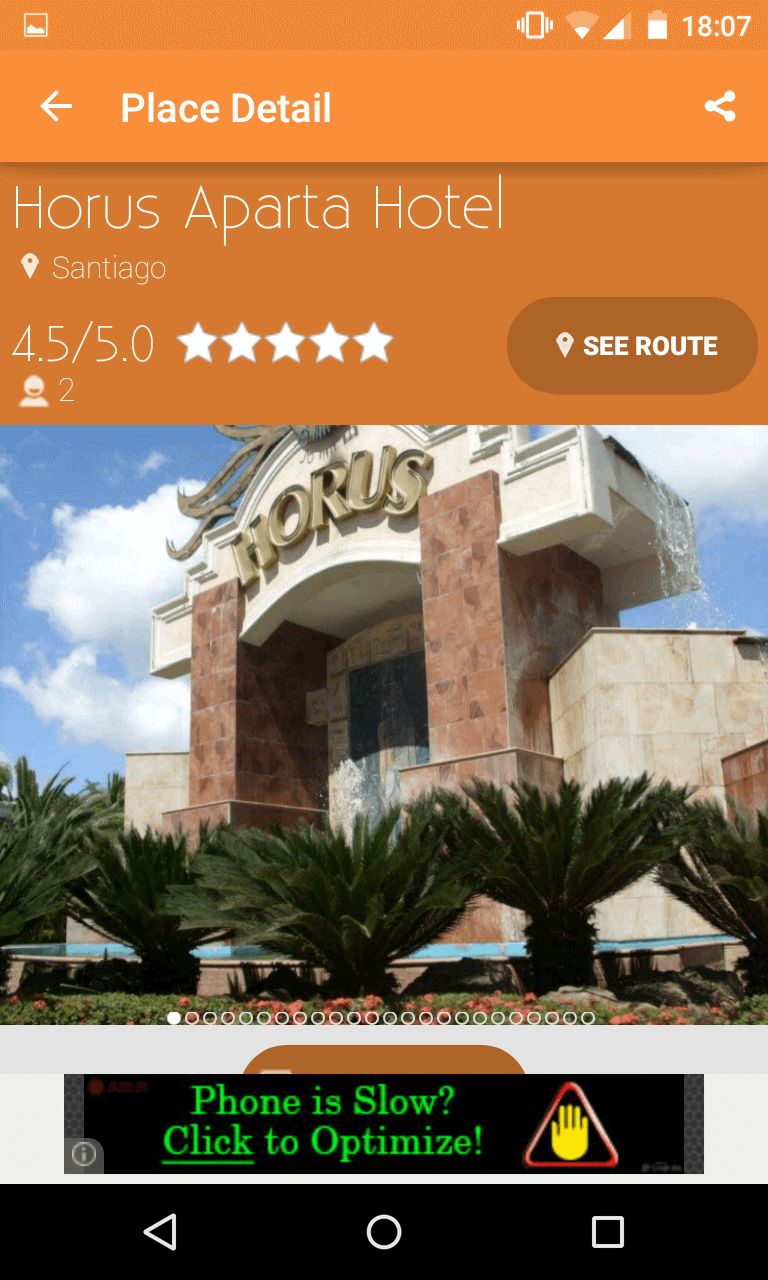 18:07
Place Detail
Horus Aparta Hotel
Santiago
4.5/5.0
SEE ROUTE
2
HORUS
Phone is Slow?
Click to Optimize!